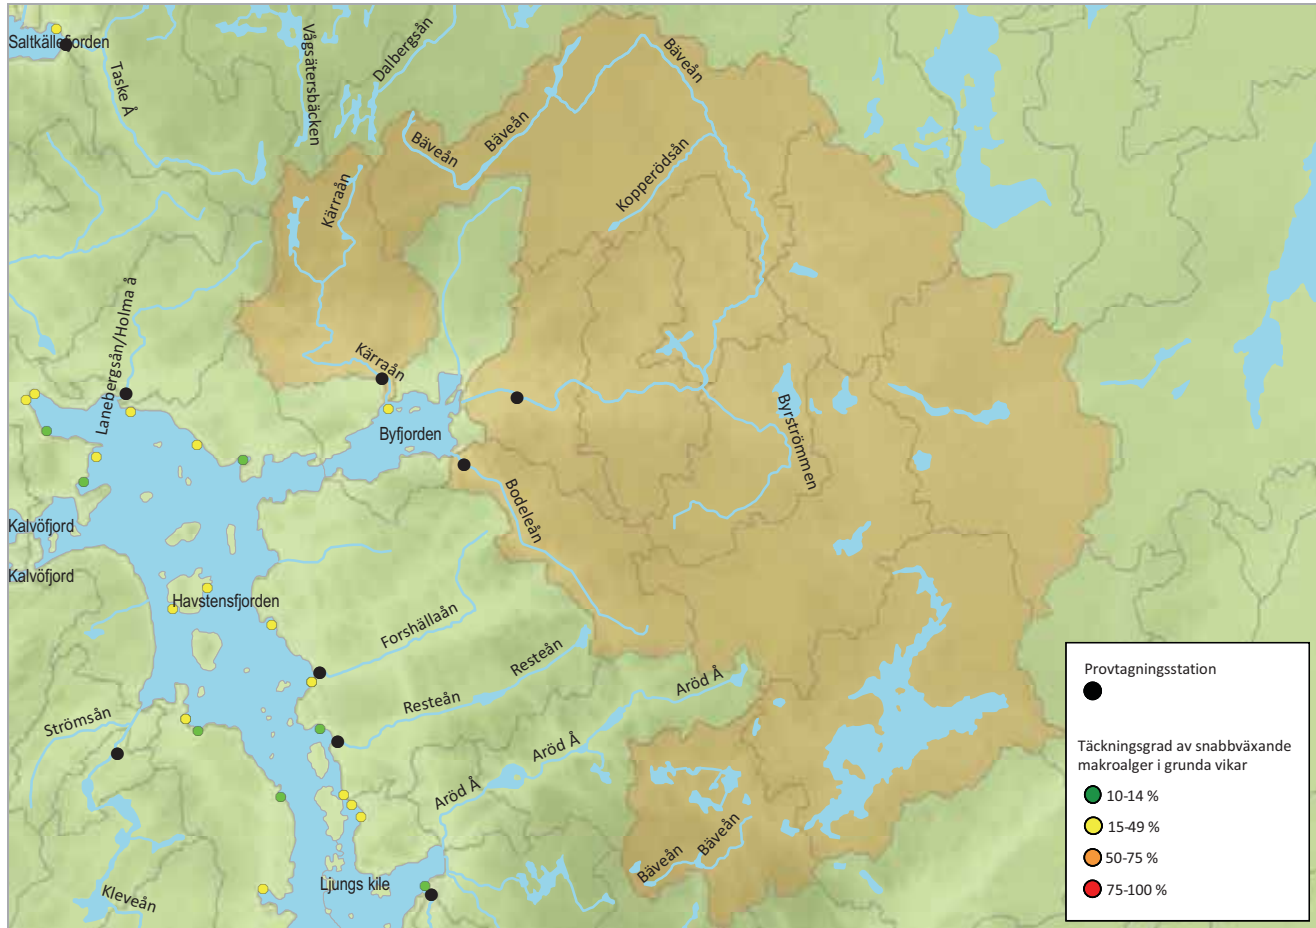 Saltkällefjorden
Taske Å
Vågsätersbäcken
Dalbergsån
Bäveån
Bäveån
Bäveån
Kopperödsån
Kärraån
Kärraån
Lanebergsån/Holma å
Byfjorden
Byrströmmen
Bodeleån
Kalvöfjord
Kalvöfjord
Havstensfjorden
Forshällaån
Resteån
Resteån
Aröd Å
Aröd Å
Aröd Å
Strömsån
Kleveån
Ljungs kile
Bäveån
Bäveån
Provtagningsstation
Täckningsgrad av snabbväxande
makroalger i grunda vikar
10-14 %
15-49 %
50-75 %
75-100 %